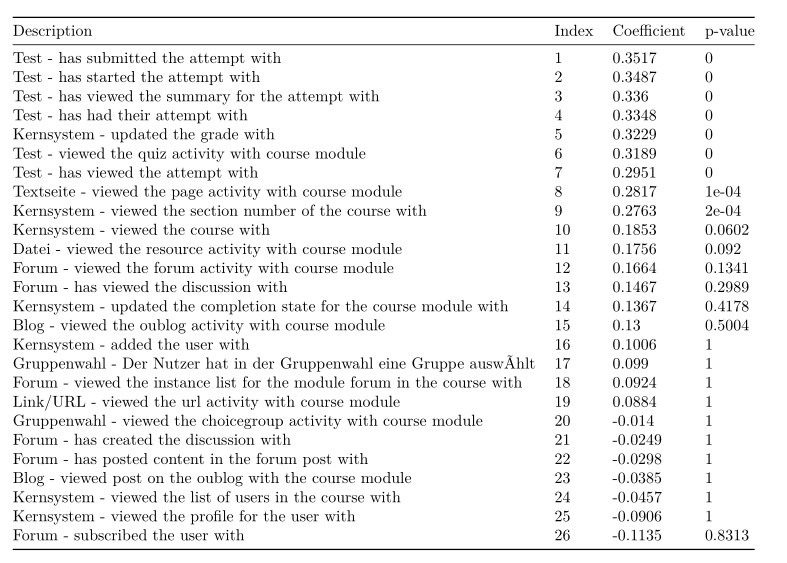 Description Index Coefficient p-value
Test - has submitted the attempt with 1 0.3517 0
Test - has started the attempt with 2 0.3487 0
Test - has viewed the summary for the attempt with 3 0.336 0
Test - has had their attempt with 4 0.3348 0
Kernsystem - updated the grade with 5 0.3229 0
Test - viewed the quiz activity with course module 6 0.3189 0
Test - has viewed the attempt with 7 0.2951 0
Textseite - viewed the page activity with course module 8 0.2817 1e-04
Kernsystem - viewed the section number of the course with 9 0.2763 2e-04
Kernsystem - viewed the course with 10 0.1853 0.0602
Datei - viewed the resource activity with course module 11 0.1756 0.092
Forum - viewed the forum activity with course module 12 0.1664 0.1341
Forum - has viewed the discussion with 13 0.1467 0.2989
Kernsystem - updated the completion state for the course module with 14 0.1367 0.4178
Blog - viewed the oublog activity with course module 15 0.13 0.5004
Kernsystem - added the user with 16 0.1006 1
Gruppenwahl - Der Nutzer hat in der Gruppenwahl eine Gruppe auswÃhlt 17 0.099 1
Forum - viewed the instance list for the module forum in the course with 18 0.0924 1
Link/URL - viewed the url activity with course module 19 0.0884 1
Gruppenwahl - viewed the choicegroup activity with course module 20 -0.014 1
Forum - has created the discussion with 21 -0.0249 1
Forum - has posted content in the forum post with 22 -0.0298 1
Blog - viewed post on the oublog with the course module 23 -0.0385 1
Kernsystem - viewed the list of users in the course with 24 -0.0457 1
Kernsystem - viewed the profile for the user with 25 -0.0906 1
Forum - subscribed the user with 26 -0.1135 0.8313